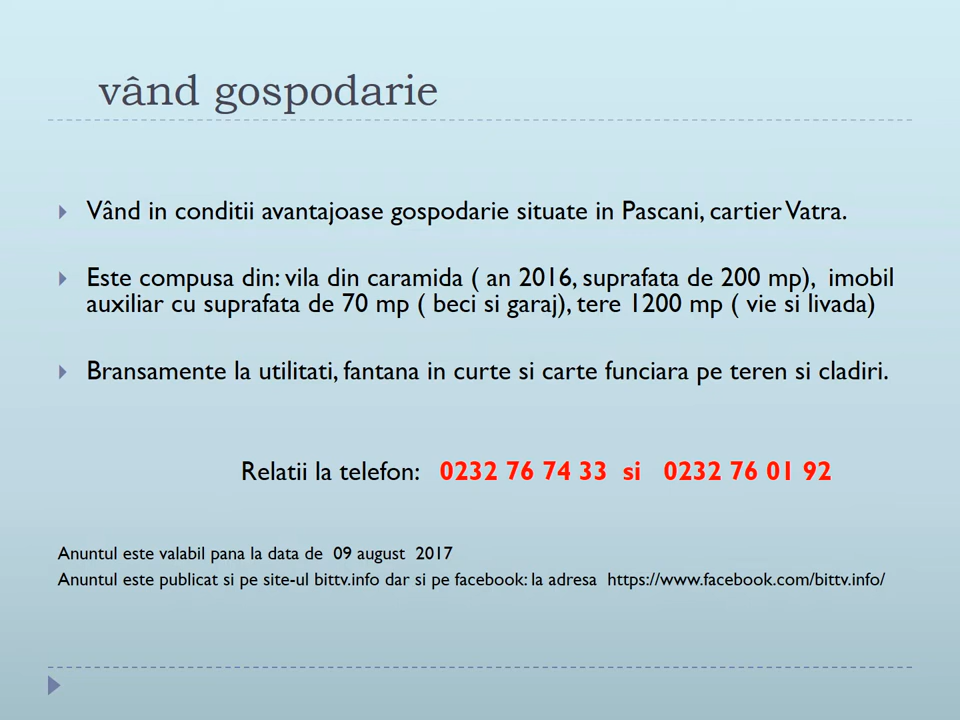 vând gospodarie
Vând in conditii avantajoase gospodarie situate in Pascani, cartier Vatra.
Este compusa din: vila din caramida ( an 2016, suprafata de 200 mp), imobil
auxiliar cu suprafata de 70 mp ( beci si garaj), tere 1200 mp ( vie si livada)
Bransamente la utilitati, fantana in curte si carte funciara pe teren si cladiri.
Relatii la telefon: 0232 76 74 33 si 0232 76 01 92
Anuntul este valabil pana la data de 09 august 2017
Anuntul este publicat si pe site-ul bittv.info dar si pe facebook: la adresa https://www.facebook.com/bittv.info/